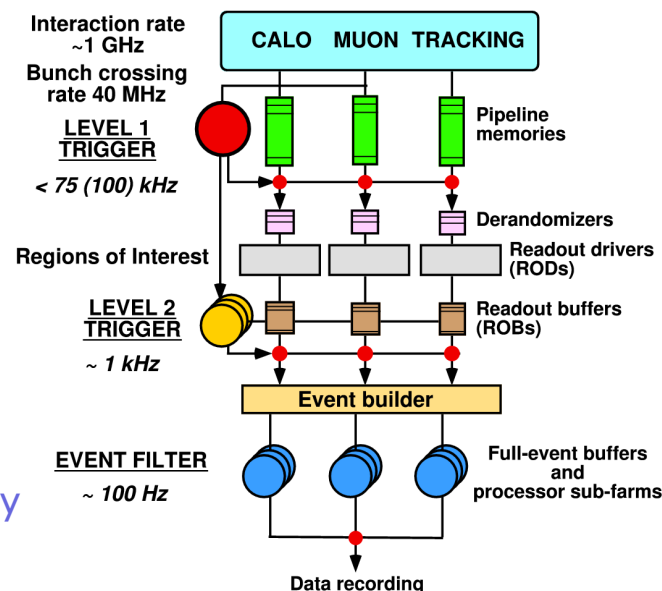 Interaction rate
~1 GHz
CALO MUON TRACKING
Bunch crossing
rate 40 MHz
Pipeline
memories
LEVEL 1
TRIGGER
< 75 (100) kHz
Derandomizers
Regions of Interest
Readout drivers
(RODs)
LEVEL 2
TRIGGER
Readout buffers
(ROBs)
~ 1 kHz
Event builder
EVENT FILTER
~ 100 Hz
Full-event buffers
and
processor sub-farms
y
Data recording